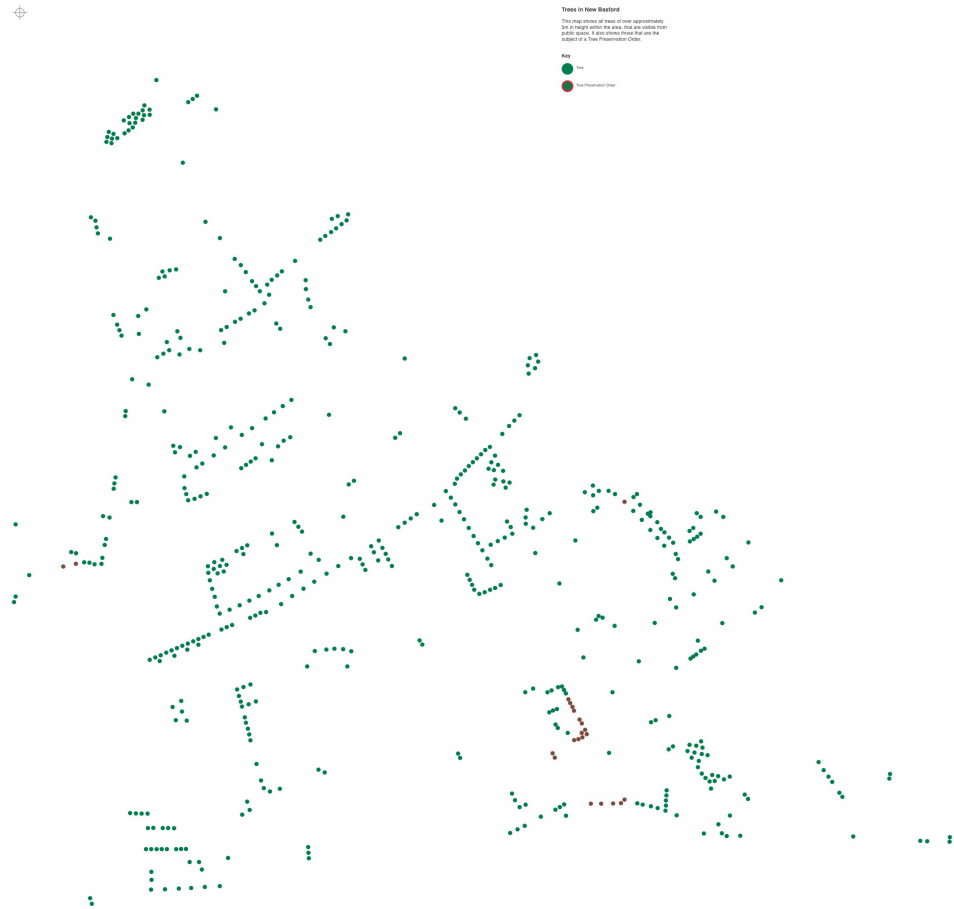 Trees in New Basford
This map shows all trees of over approximately
5m in height within the area, that are visible from
public space. It also shows those that are the
subject of a Tree Preservation Order.
Key
Tree
Tree Preservation Order